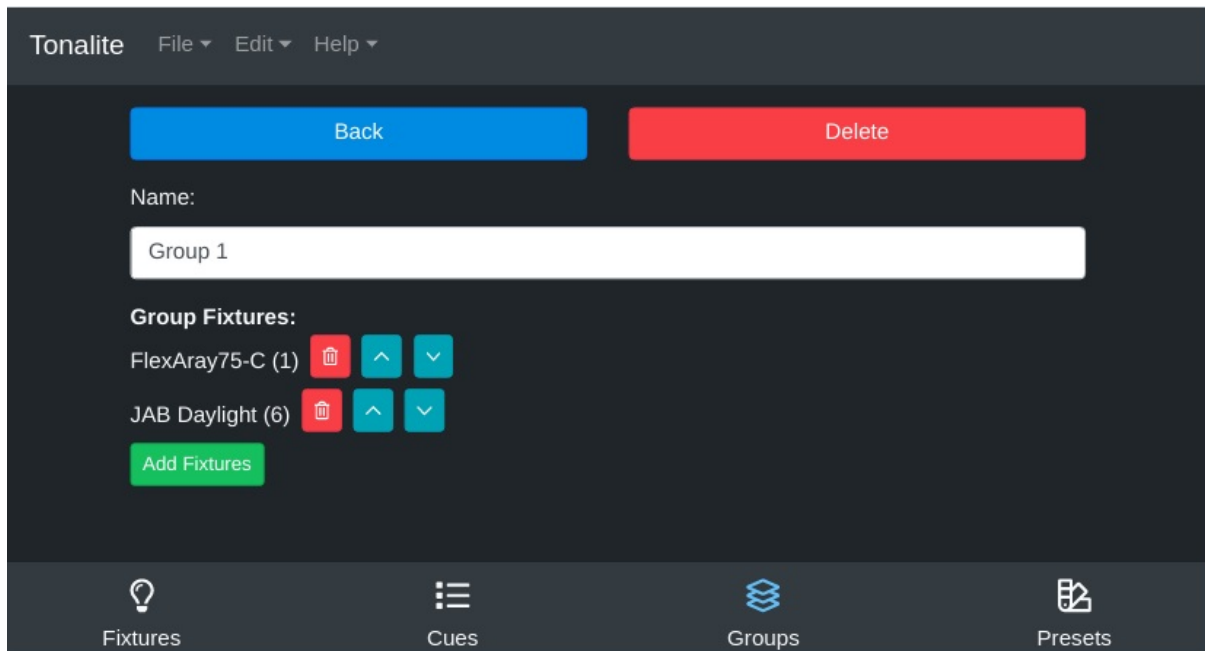 Tonalite File Edit Help
Back Delete
Name:
Group 1
Group Fixtures:
FlexAray75-C (1)
JAB Daylight (6)
Add Fixtures
Fixtures Cues Groups Presets